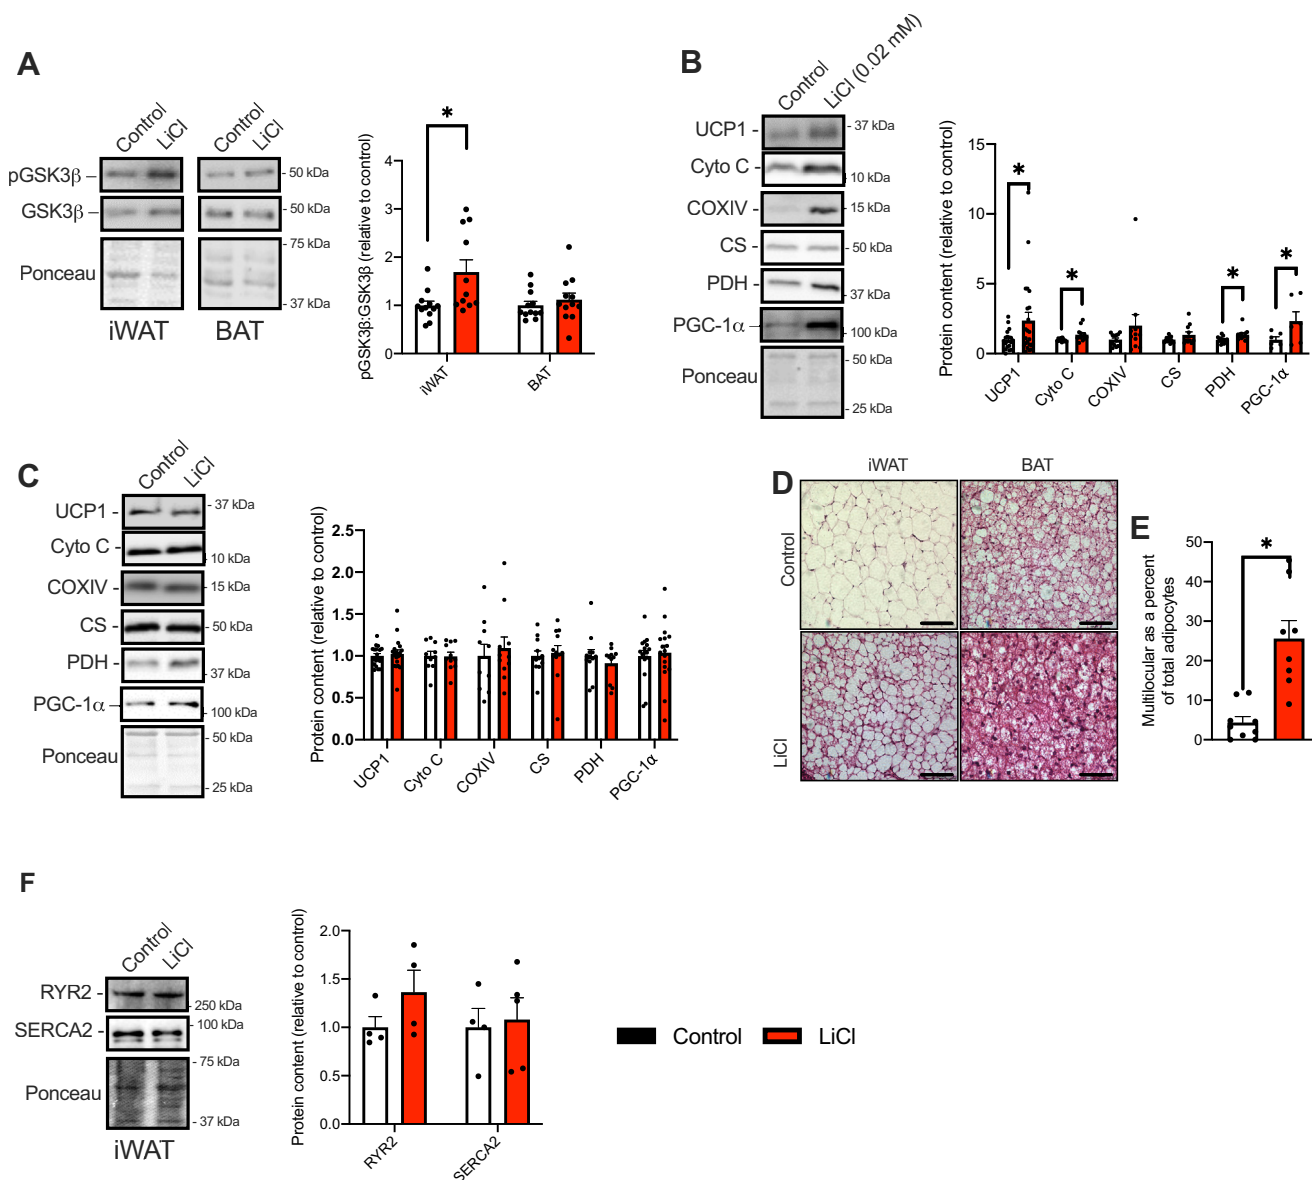 A
Control
LiCl
Control
LiCl
pGSK3β
GSK3β
Ponceau
- 50 kDa
- 50 kDa
- 75 kDa
- 37 kDa
iWAT
BAT
pGSK3β:GSK3β (relative to control)
4
3
2
1
0
*
iWAT
BAT
B
Control
LiCl (0.02 mM)
UCP1 -
- 37 kDa
Cyto C -
10 kDa
COXIV
- 15 kDa
CS -
- 50 kDa
PDH -
- 37 kDa
PGC-1α
- 100 kDa
Ponceau
- 50 kDa
- 25 kDa
Protein content (relative to control)
15
10
5
0
*
*
*
*
UCP1
Cyto C
COXIV
CS
PDH
PGC-1α
C
Control
LiCl
UCP1 -
- 37 kDa
Cyto C -
- 10 kDa
COXIV -
- 15 kDa
CS -
- 50 kDa
PDH -
- 37 kDa
PGC-1α
- 100 kDa
Ponceau
- 50 kDa
- 25 kDa
Protein content (relative to control)
2.5
2.0
1.5
1.0
0.5
0.0
UCP1
Cyto C
COXIV
CS
PDH
PGC-1α
D
iWAT
BAT
Control
LiCl
E
Multilocular as a percent
of total adipocytes
50
40
30
20
10
0
*
F
Control
LiCl
RYR2 -
- 250 kDa
SERCA2 -
- 100 kDa
Ponceau
- 75 kDa
- 37 kDa
iWAT
Protein content (relative to control)
2.0
1.5
1.0
0.5
0.0
RYR2
SERCA2
Control
LiCl